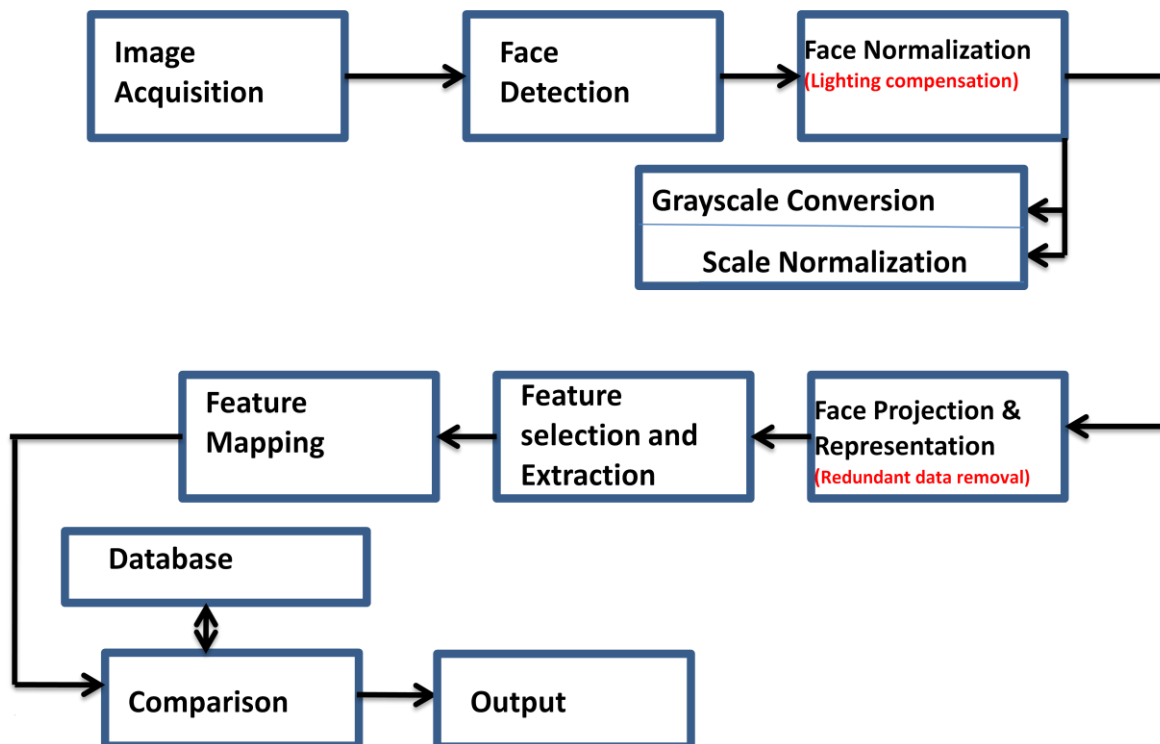 Image
Acquisition
Face
Detection
Face Normalization
(Lighting compensation)
Grayscale Conversion
Scale Normalization
Face Projection &
Representation
(Redundant data removal)
Feature
selection and
Extraction
Feature
Mapping
Database
Comparison
Output